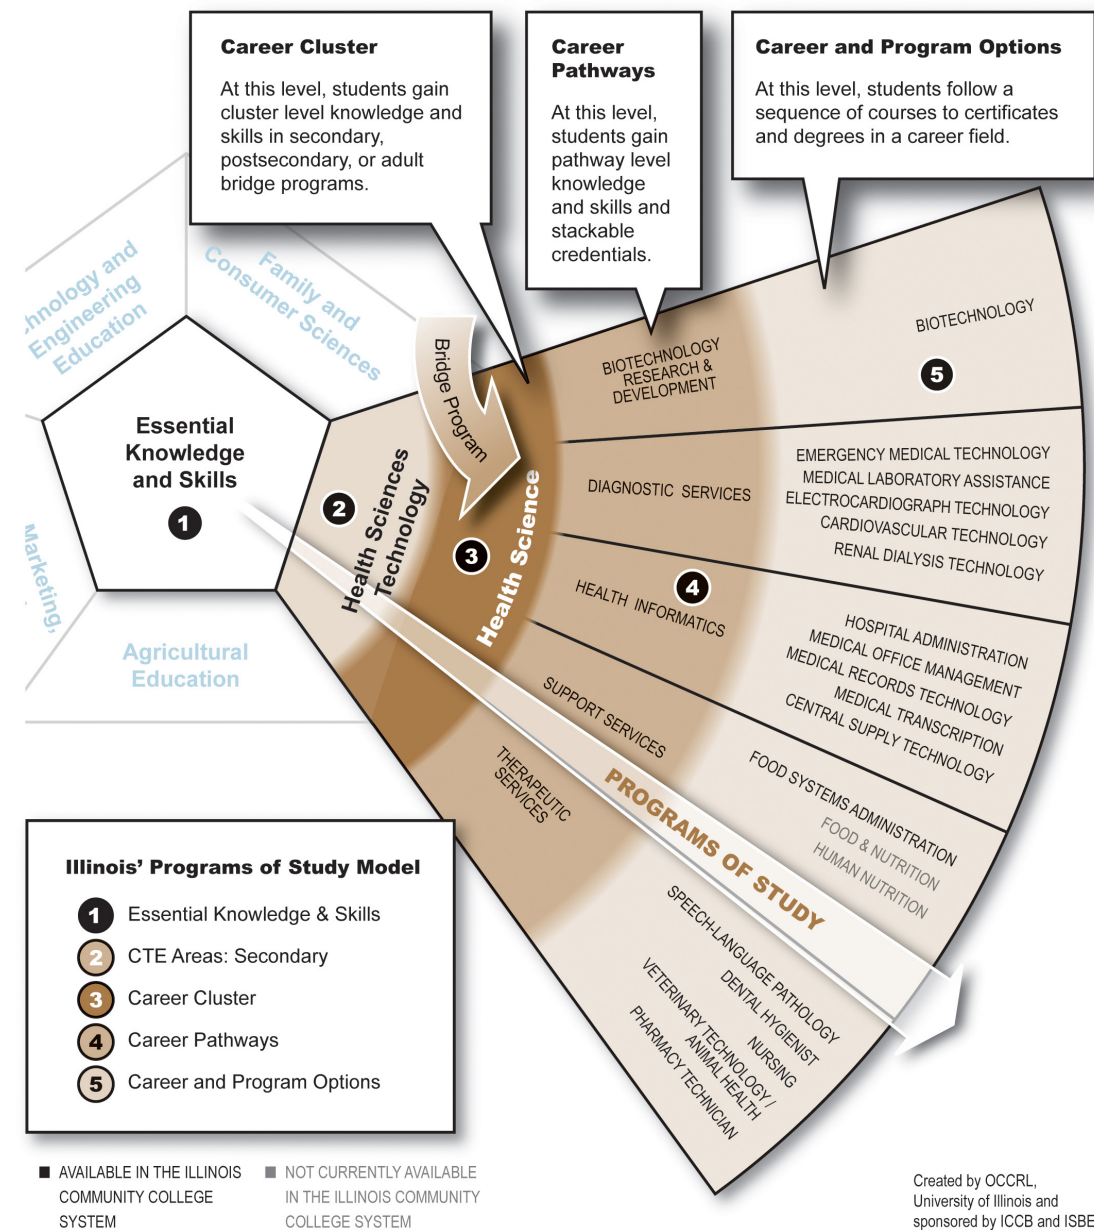 Career Cluster
At this level, students gain
cluster level knowledge and
skills in secondary,
postsecondary, or adult
bridge programs.
Career
Pathways
At this level,
students gain
pathway level
knowledge
and skills and
stackable
credentials.
Career and Program Options
At this level, students follow a
sequence of courses to certificates
and degrees in a career field.
hnology and
Engineering
Education
Family and
Consumer Sciences
Marketing,
Agricultural
Education
Essential
Knowledge
and Skills
1
2
Health Sciences
Technology
Bridge Program
3
Health Science
BIOTECHNOLOGY
RESEARCH &
DEVELOPMENT
DIAGNOSTIC SERVICES
4
HEALTH INFORMATICS
SUPPORT SERVICES
THERAPEUTIC
SERVICES
BIOTECHNOLOGY
5
EMERGENCY MEDICAL TECHNOLOGY
MEDICAL LABORATORY ASSISTANCE
ELECTROCARDIOGRAPH TECHNOLOGY
CARDIOVASCULAR TECHNOLOGY
RENAL DIALYSIS TECHNOLOGY
HOSPITAL ADMINISTRATION
MEDICAL OFFICE MANAGEMENT
MEDICAL RECORDS TECHNOLOGY
MEDICAL TRANSCRIPTION
CENTRAL SUPPLY TECHNOLOGY
FOOD SYSTEMS ADMINISTRATION
FOOD & NUTRITION
HUMAN NUTRITION
PROGRAMS OF STUDY
SPEECH-LANGUAGE PATHOLOGY
DENTAL HYGIENIST
NURSING
VETERINARY TECHNOLOGY /
ANIMAL HEALTH
PHARMACY TECHNICIAN
Illinois’ Programs of Study Model
1 Essential Knowledge & Skills
2 CTE Areas: Secondary
3 Career Cluster
4 Career Pathways
5 Career and Program Options
AVAILABLE IN THE ILLINOIS
COMMUNITY COLLEGE
SYSTEM
NOT CURRENTLY AVAILABLE
IN THE ILLINOIS COMMUNITY
COLLEGE SYSTEM
Created by OCCRL,
University of Illinois and
sponsored by ICCB and ISBE